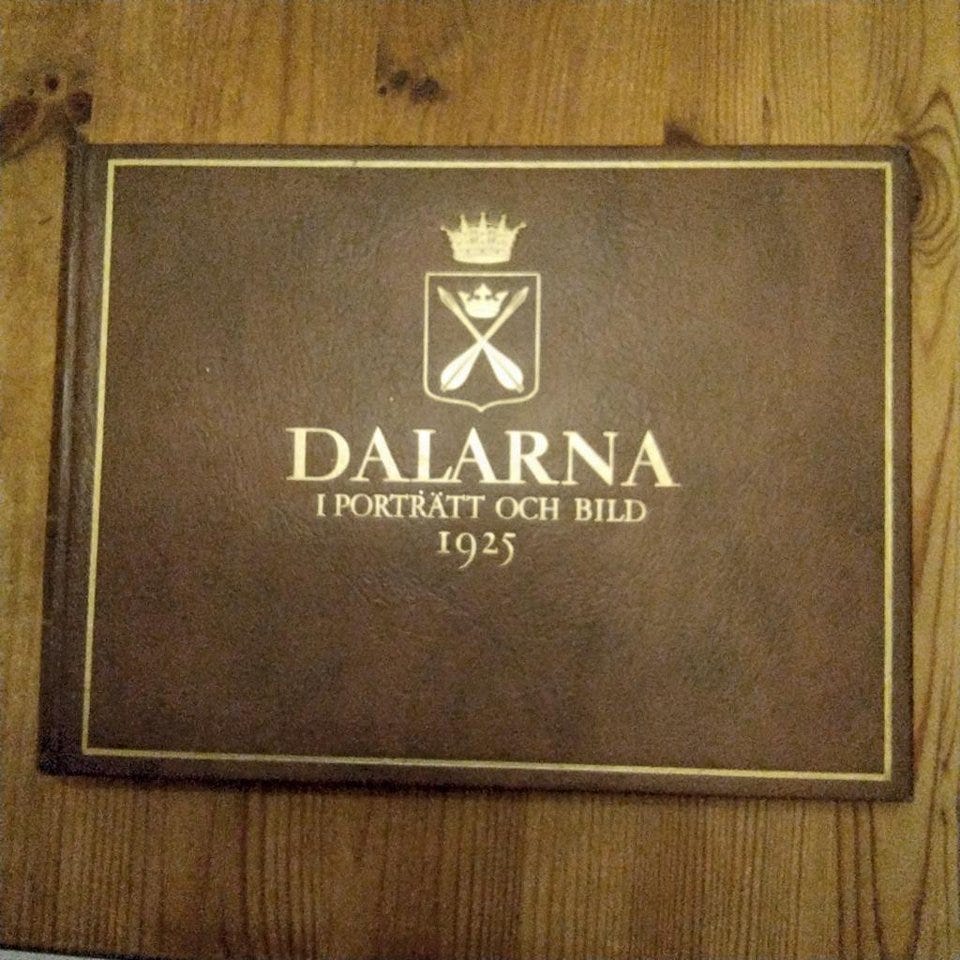 DALARNA
I PORTRÄTT OCH BILD
1925